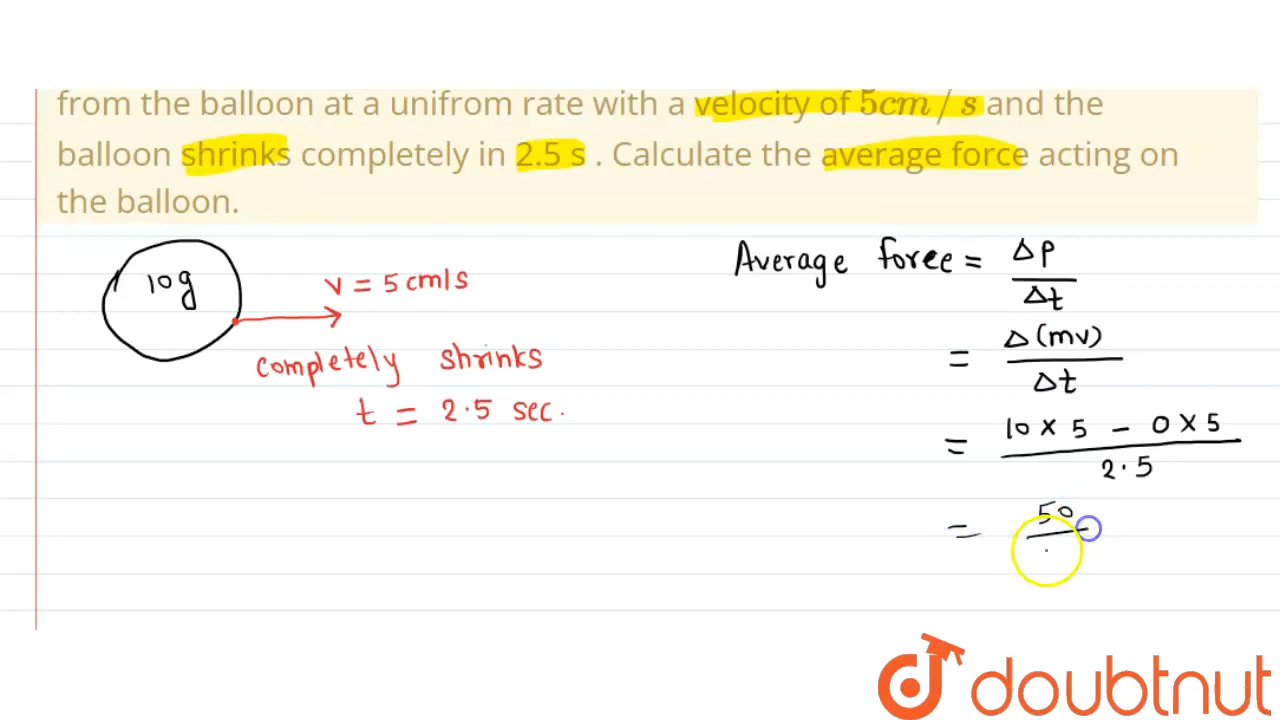 from the balloon at a unifrom rate with a velocity of 5cm/s and the
balloon shrinks completely in 2.5 s . Calculate the average force acting on
the balloon.
10g
v = 5 cm/s
completely shrinks
t = 2.5 sec.
Average force = Δp / Δt
= Δ(mv) / Δt
= 10 × 5 - 0 × 5 / 2.5
= 50
doubtnut